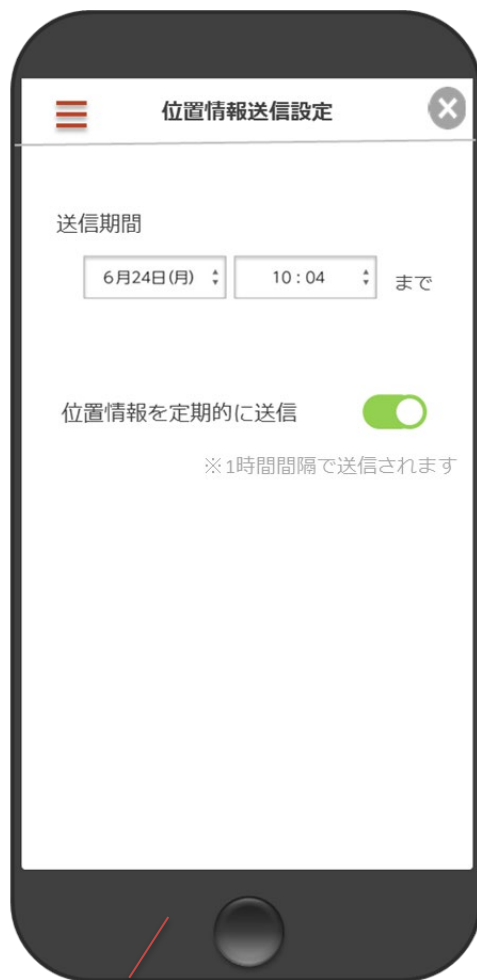 位置情報送信設定
送信期間
6月24日(月) 10:04 まで
位置情報を定期的に送信
※1時間間隔で送信されます